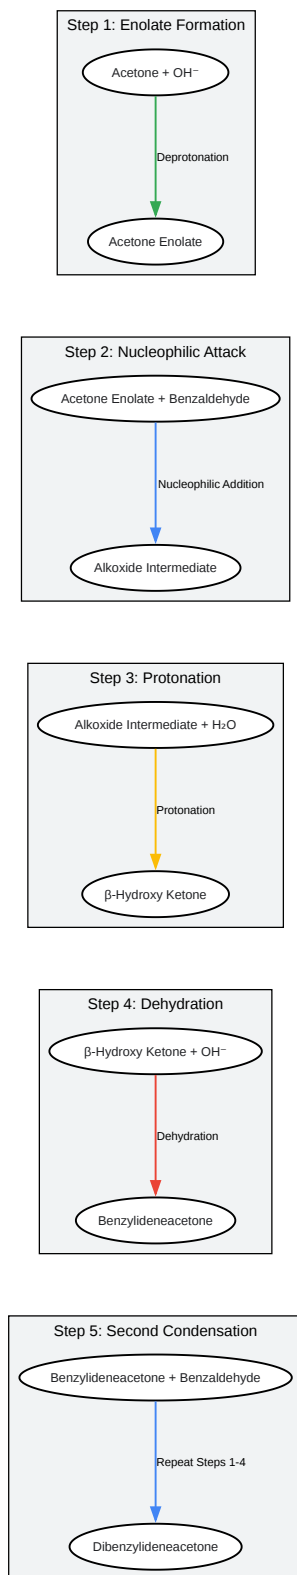 Step 1: Enolate Formation
Acetone + OH⁻
Deprotonation
Acetone Enolate
Step 2: Nucleophilic Attack
Acetone Enolate + Benzaldehyde
Nucleophilic Addition
Alkoxide Intermediate
Step 3: Protonation
Alkoxide Intermediate + H₂O
Protonation
β-Hydroxy Ketone
Step 4: Dehydration
β-Hydroxy Ketone + OH⁻
Dehydration
Benzylideneacetone
Step 5: Second Condensation
Benzylideneacetone + Benzaldehyde
Repeat Steps 1-4
Dibenzylideneacetone